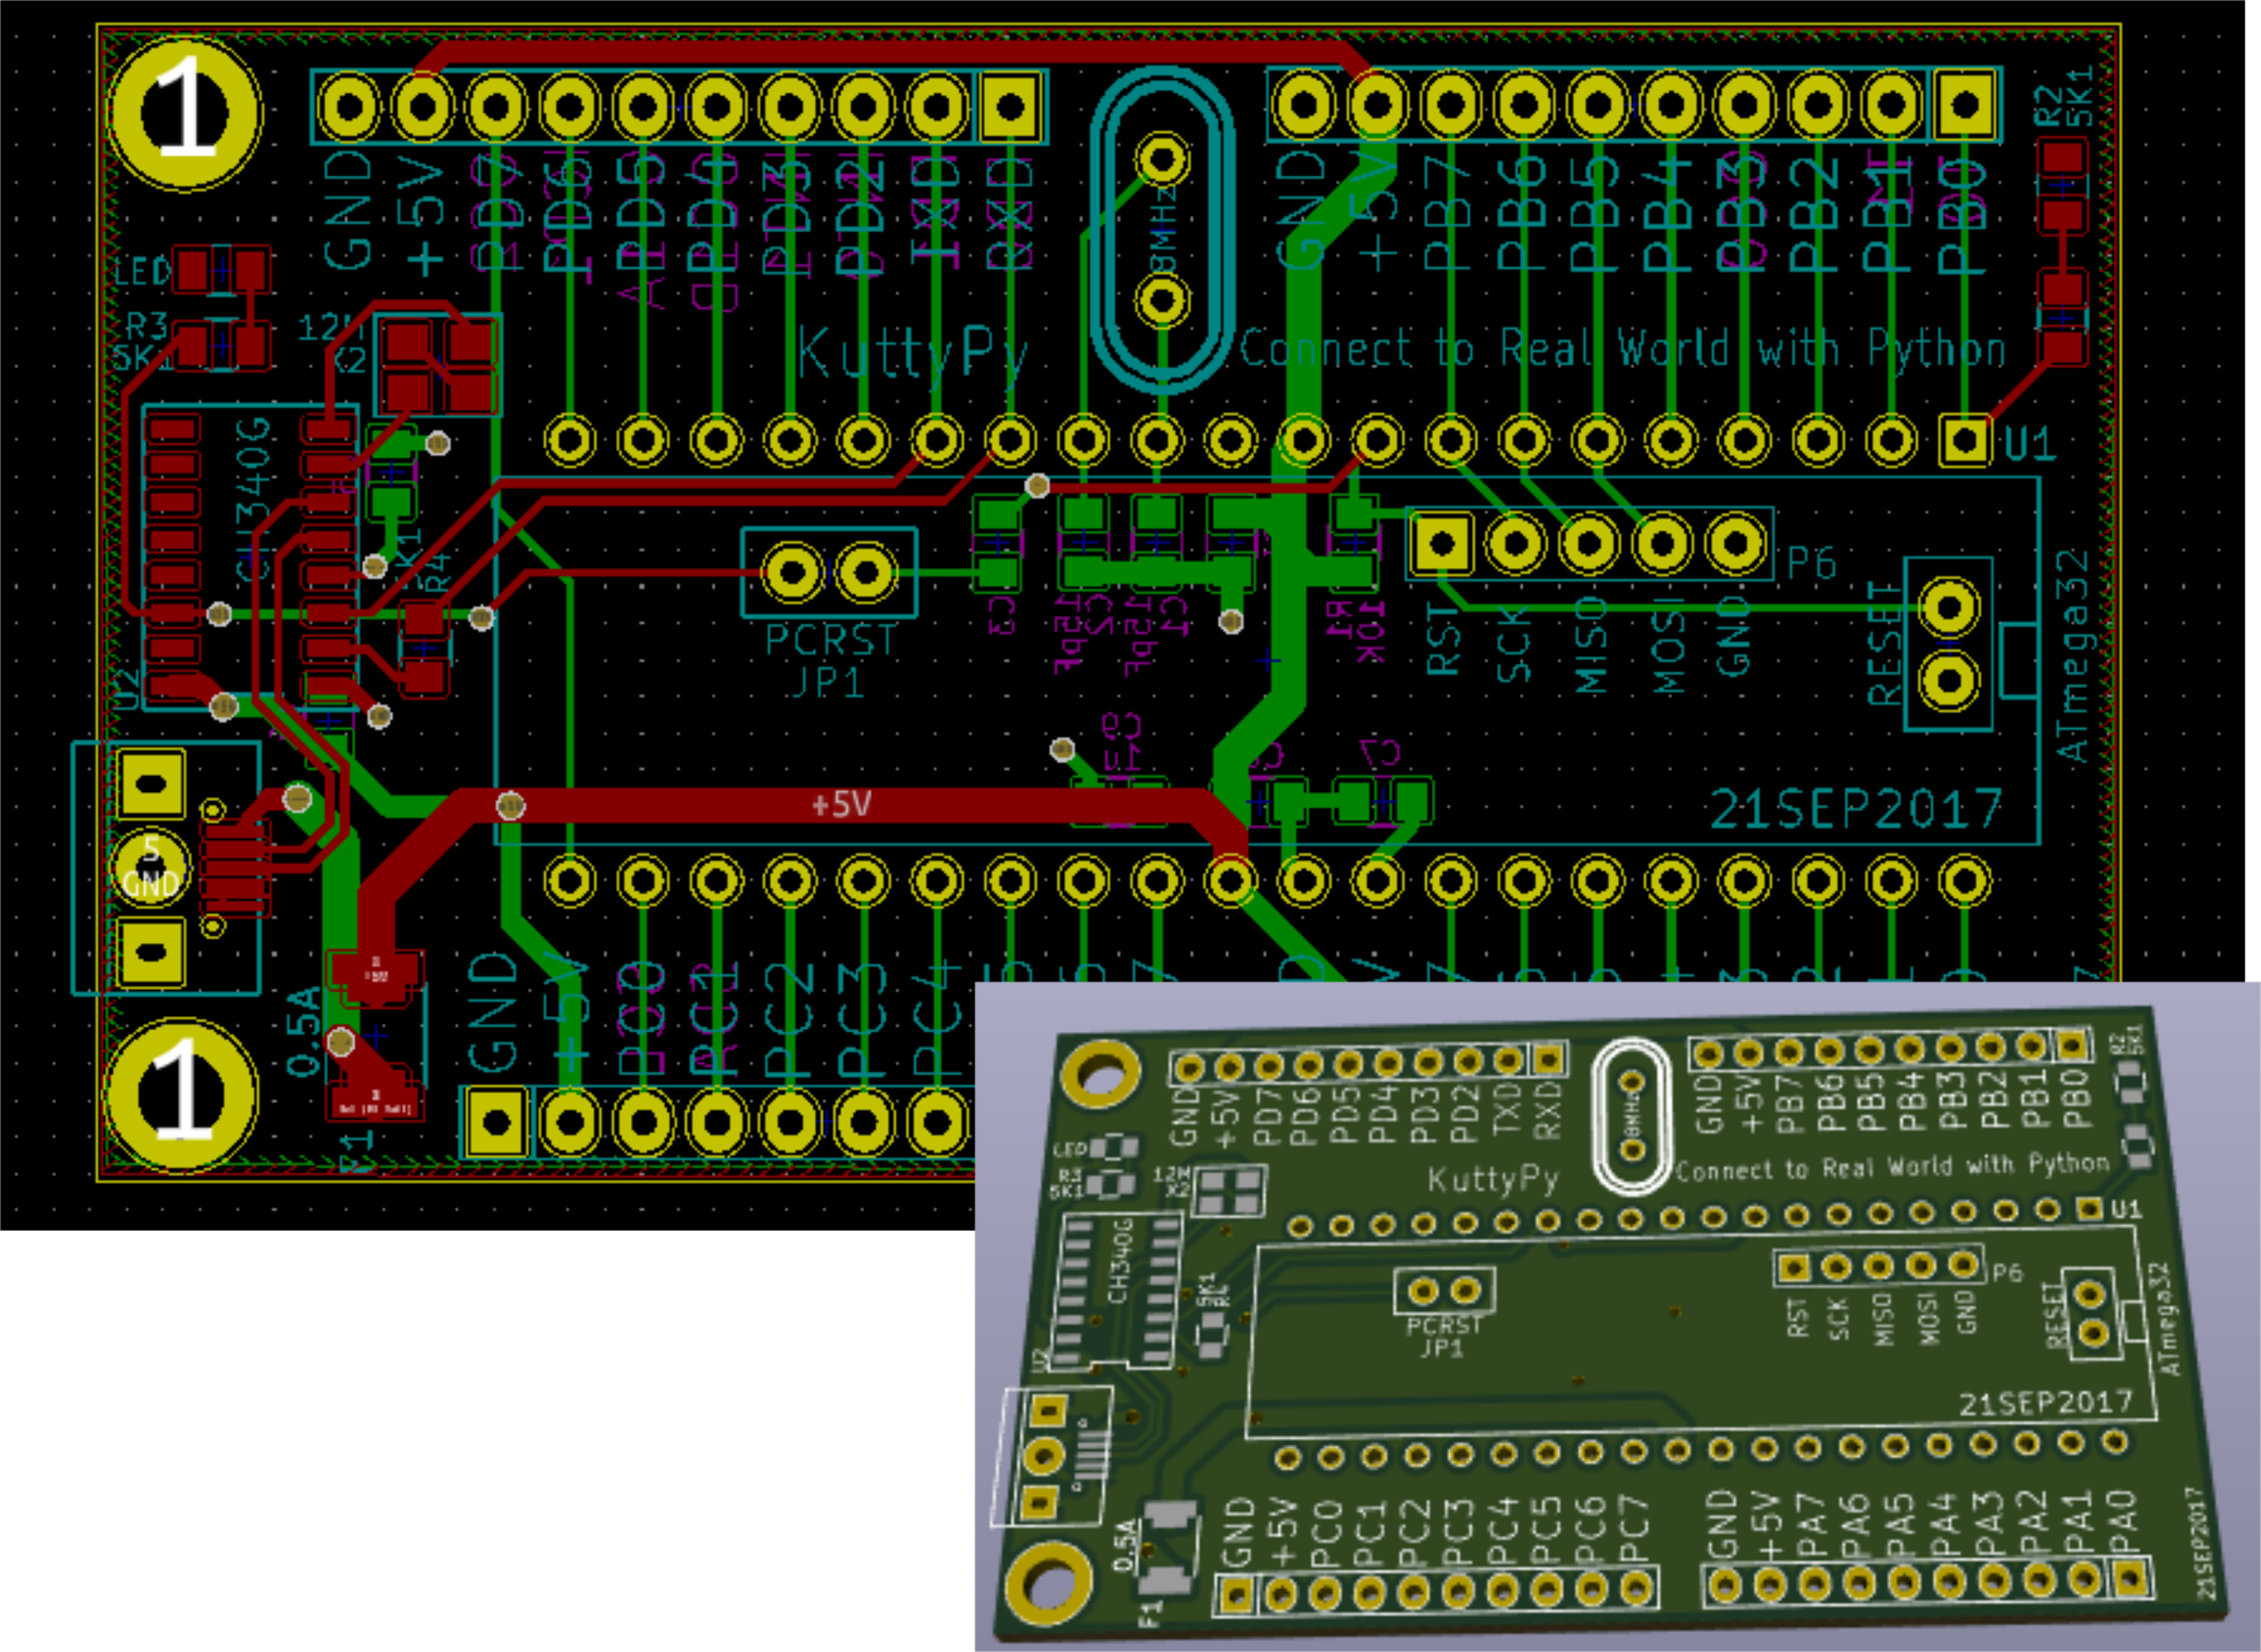 1
GND
+5V
PD7
PD6
PD5
PD4
PD3
PD2
TXD
RXD
8MHz
GND
+5V
PB7
PB6
PB5
PB4
PB3
PB2
PB1
PB0
R2
5K1
LED
R3
5K1
12M
X2
KuttyPy
Connect to Real World with Python
CH340G
U1
5K1
R4
PCRST
JP1
C3
15pF
C2
15pF
C1
R1
10K
P6
RST
SCK
MISO
MOSI
GND
RESET
ATmega32
U2
C9
C7
+5V
21SEP2017
5
GND
0.5A
F1
1
GND
+5V
PC0
PC1
PC2
PC3
PC4
GND
+5V
PD7
PD6
PD5
PD4
PD3
PD2
TXD
RXD
8MHz
GND
+5V
PB7
PB6
PB5
PB4
PB3
PB2
PB1
PB0
R2
5K1
LED
R3
5K1
12M
X2
KuttyPy
Connect to Real World with Python
U1
CH340G
5K1
PCRST
JP1
P6
RST
SCK
MISO
MOSI
GND
RESET
ATmega32
U2
21SEP2017
0.5A
F1
GND
+5V
PC0
PC1
PC2
PC3
PC4
PC5
PC6
PC7
GND
+5V
PA7
PA6
PA5
PA4
PA3
PA2
PA1
PA0
21SEP2017